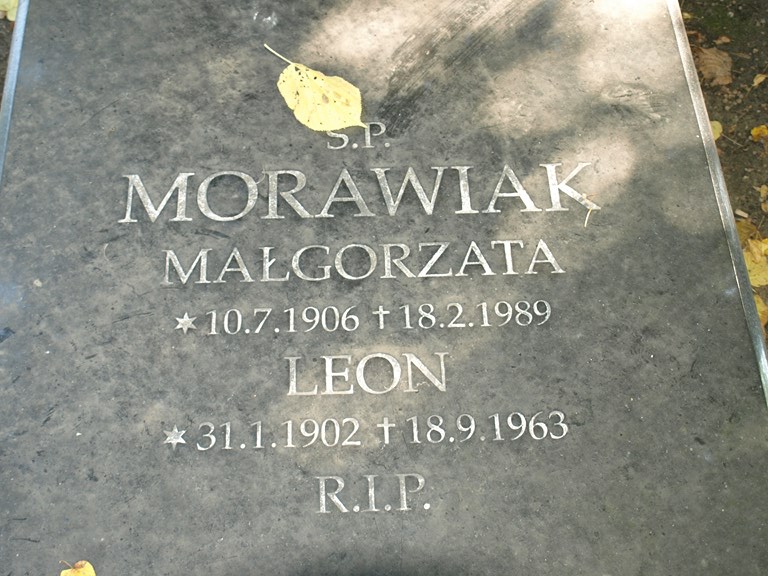 Ś.P.
MORAWIAK
MAŁGORZATA
* 10.7.1906 † 18.2.1989
LEON
* 31.1.1902 † 18.9.1963
R.I.P.